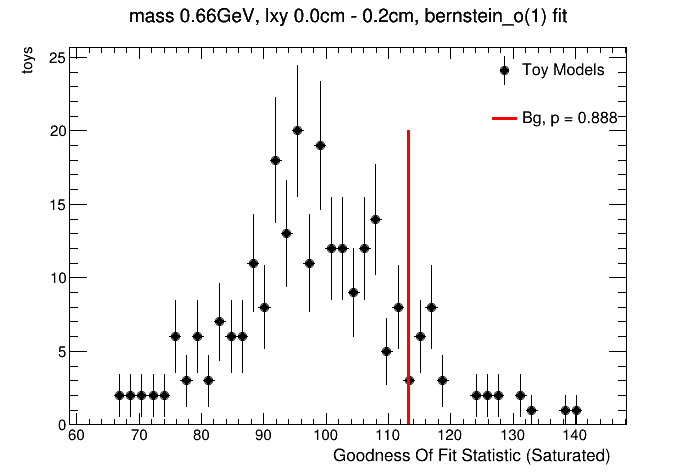 mass 0.66GeV, lxy 0.0cm - 0.2cm, bernstein_o(1) fit
toys
25
20
15
10
5
0
Toy Models
Bg, p = 0.888
60 70 80 90 100 110 120 130 140
Goodness Of Fit Statistic (Saturated)